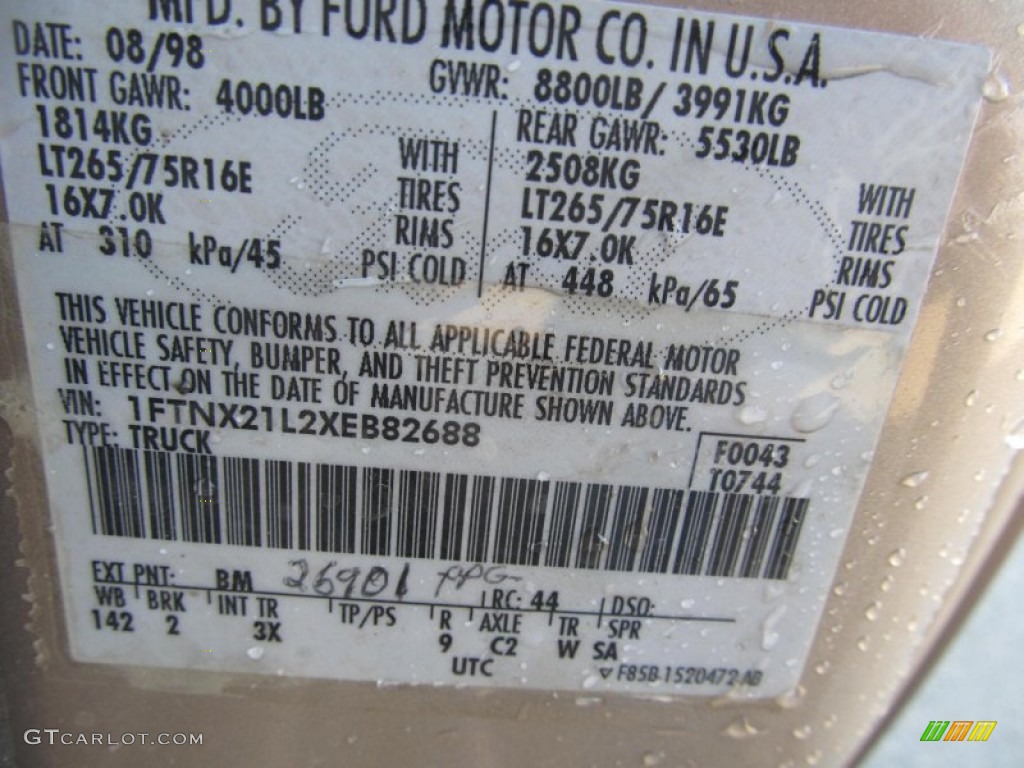 MFD. BY FORD MOTOR CO. IN U.S.A.
DATE: 08/98 GVWR: 8800LB/ 3991KG
FRONT GAWR: 4000LB REAR GAWR: 5530LB
1814KG WITH 2508KG WITH
LT265/75R16E TIRES LT265/75R16E TIRES
16X7.0K RIMS 16X7.0K RIMS
AT 310 kPa/45 PSI COLD AT 448 kPa/65 PSI COLD
THIS VEHICLE CONFORMS TO ALL APPLICABLE FEDERAL MOTOR
VEHICLE SAFETY, BUMPER, AND THEFT PREVENTION STANDARDS
IN EFFECT ON THE DATE OF MANUFACTURE SHOWN ABOVE.
VIN: 1FTNX21L2XEB82688
TYPE: TRUCK F0043
T0744
EXT PNT: BM 26901 PPG RC: 44 DSO:
WB BRK INT TR TP/PS R AXLE TR SPR
142 2 3X 9 C2 W SA
UTC F85B-1520472-AB
GTCARLOT.COM